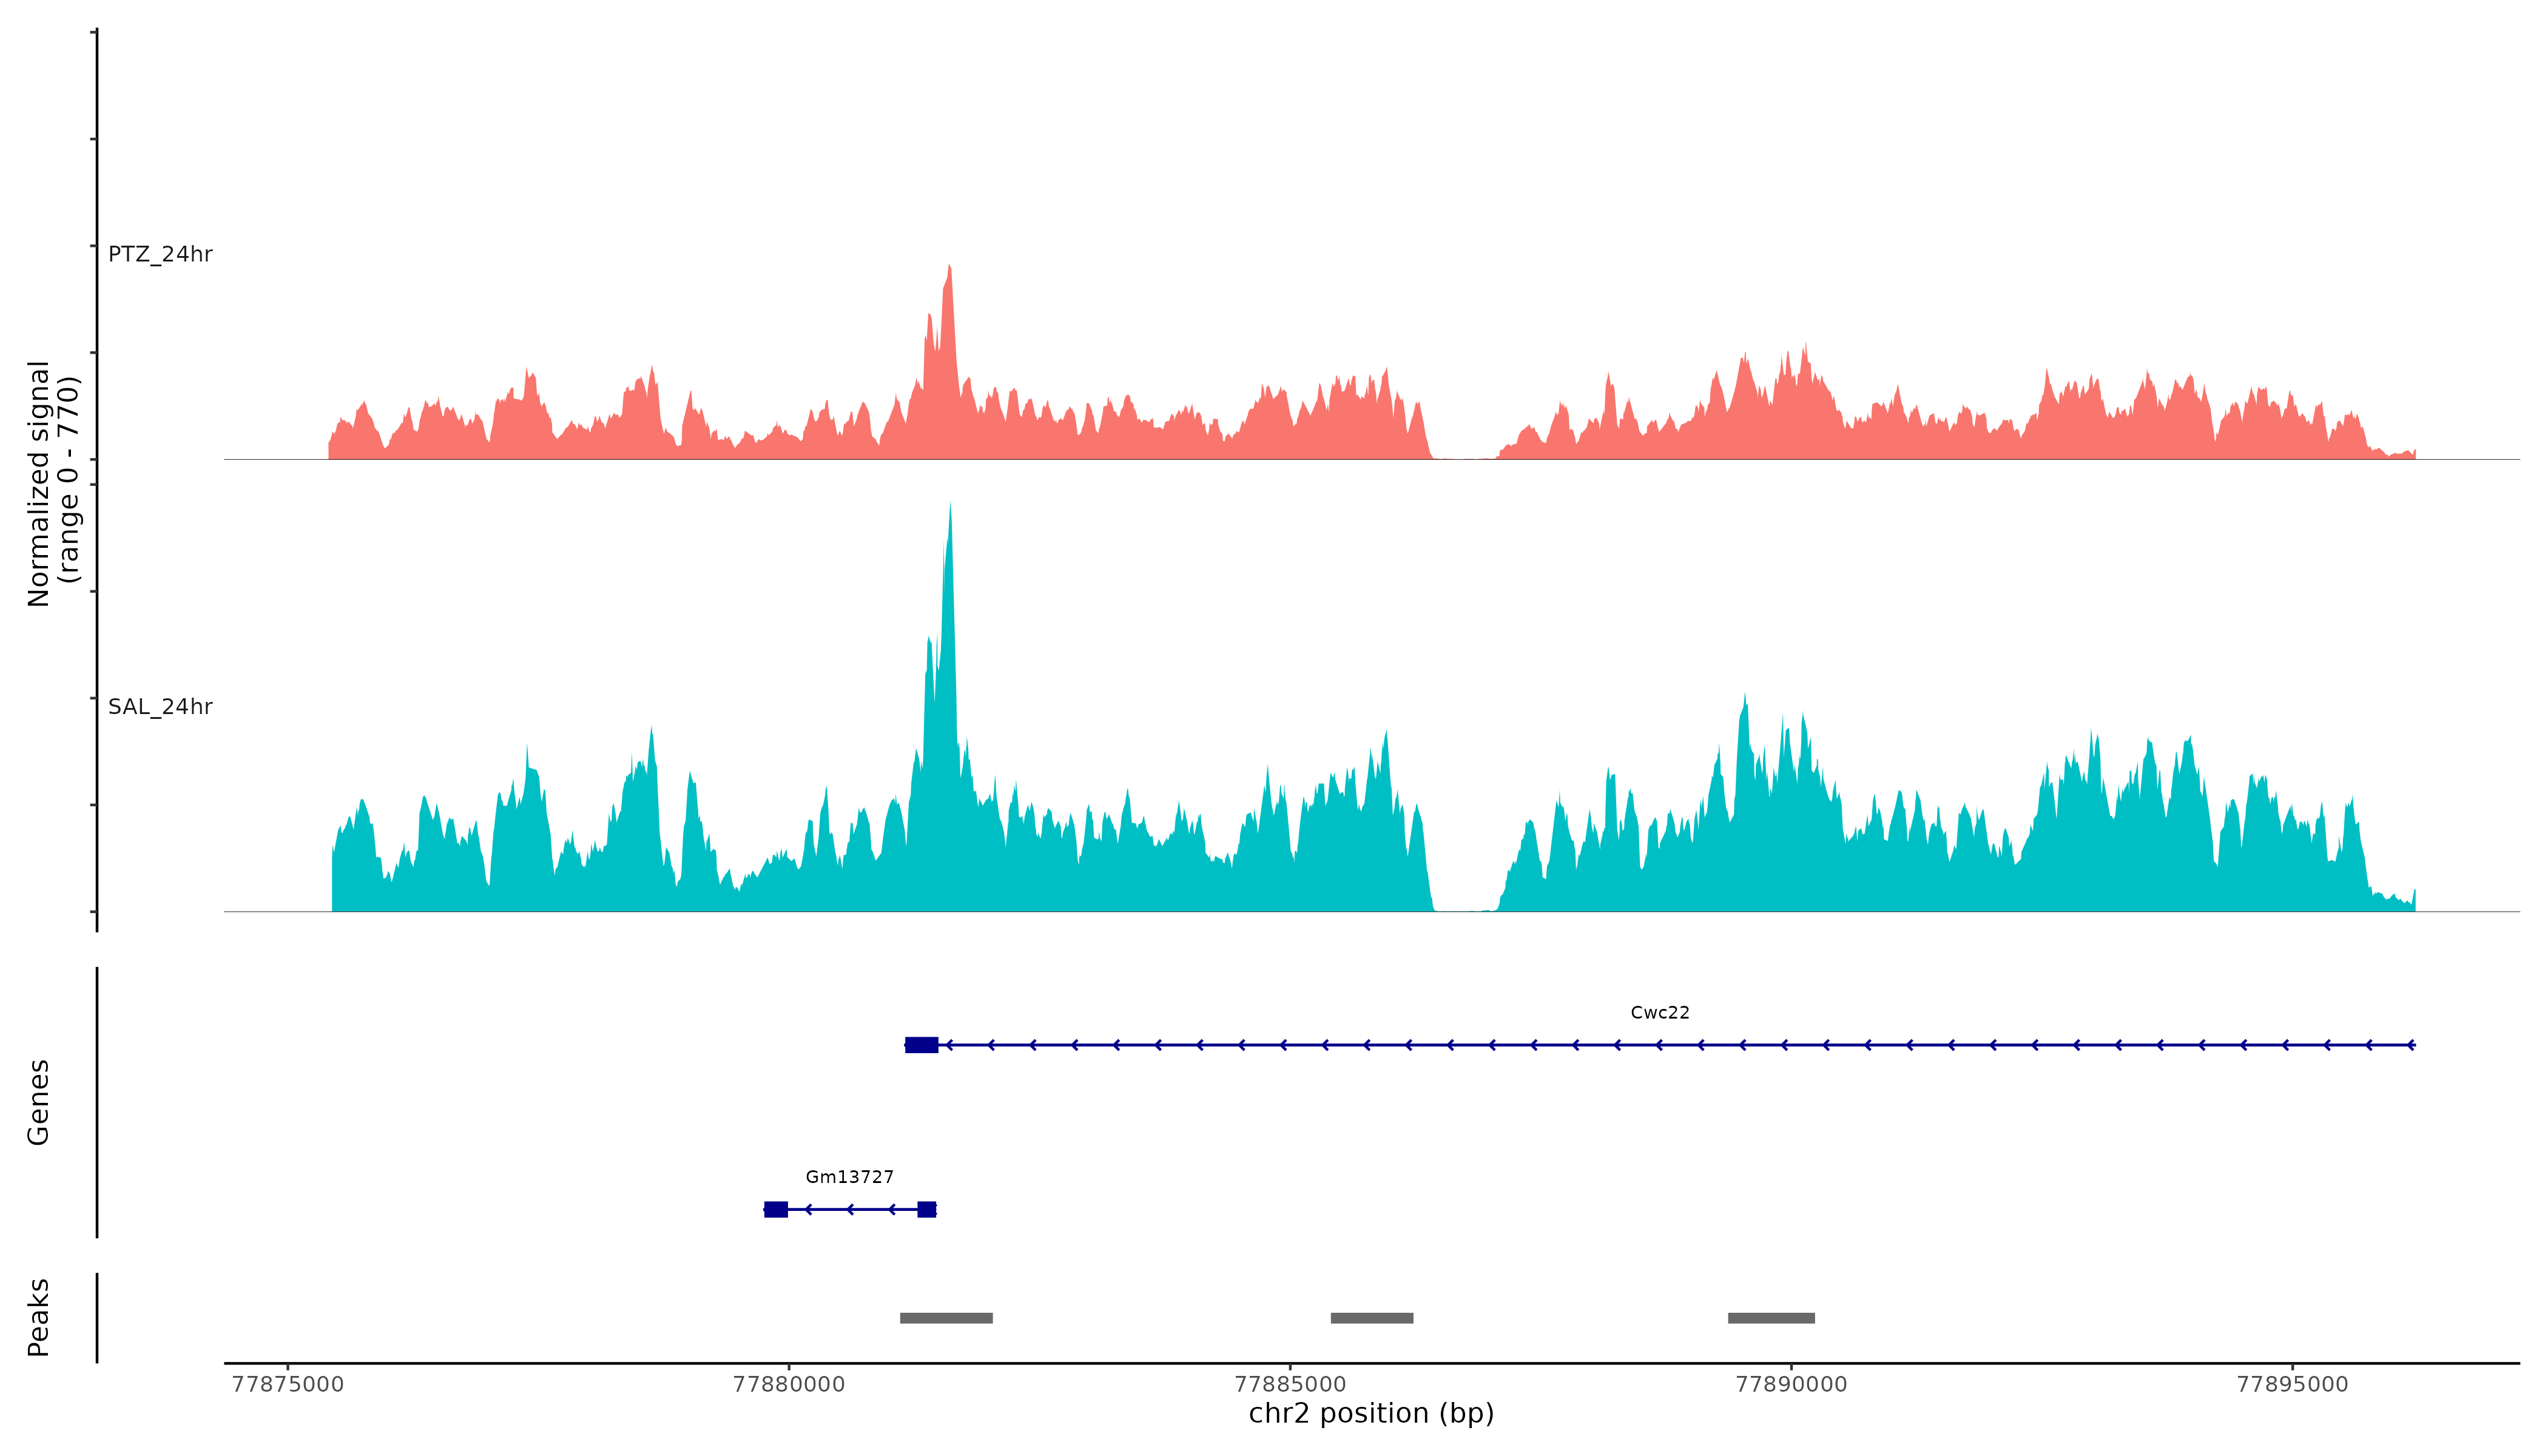 Normalized signal
(range 0 - 770)
PTZ_24hr
SAL_24hr
Genes
Cwc22
Gm13727
Peaks
77875000
77880000
77885000
77890000
77895000
chr2 position (bp)